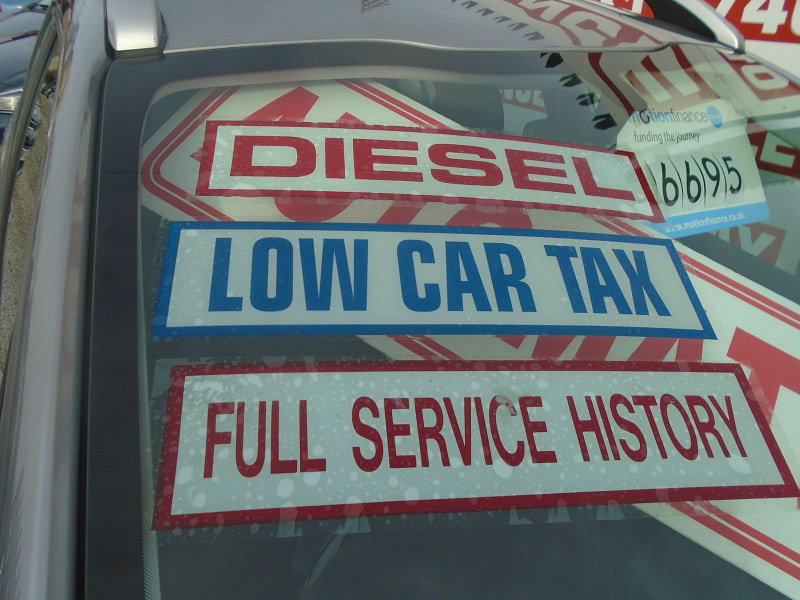 DIESEL
motionfinance
funding the journey
6695
www.motionfinance.co.uk
LOW CAR TAX
FULL SERVICE HISTORY